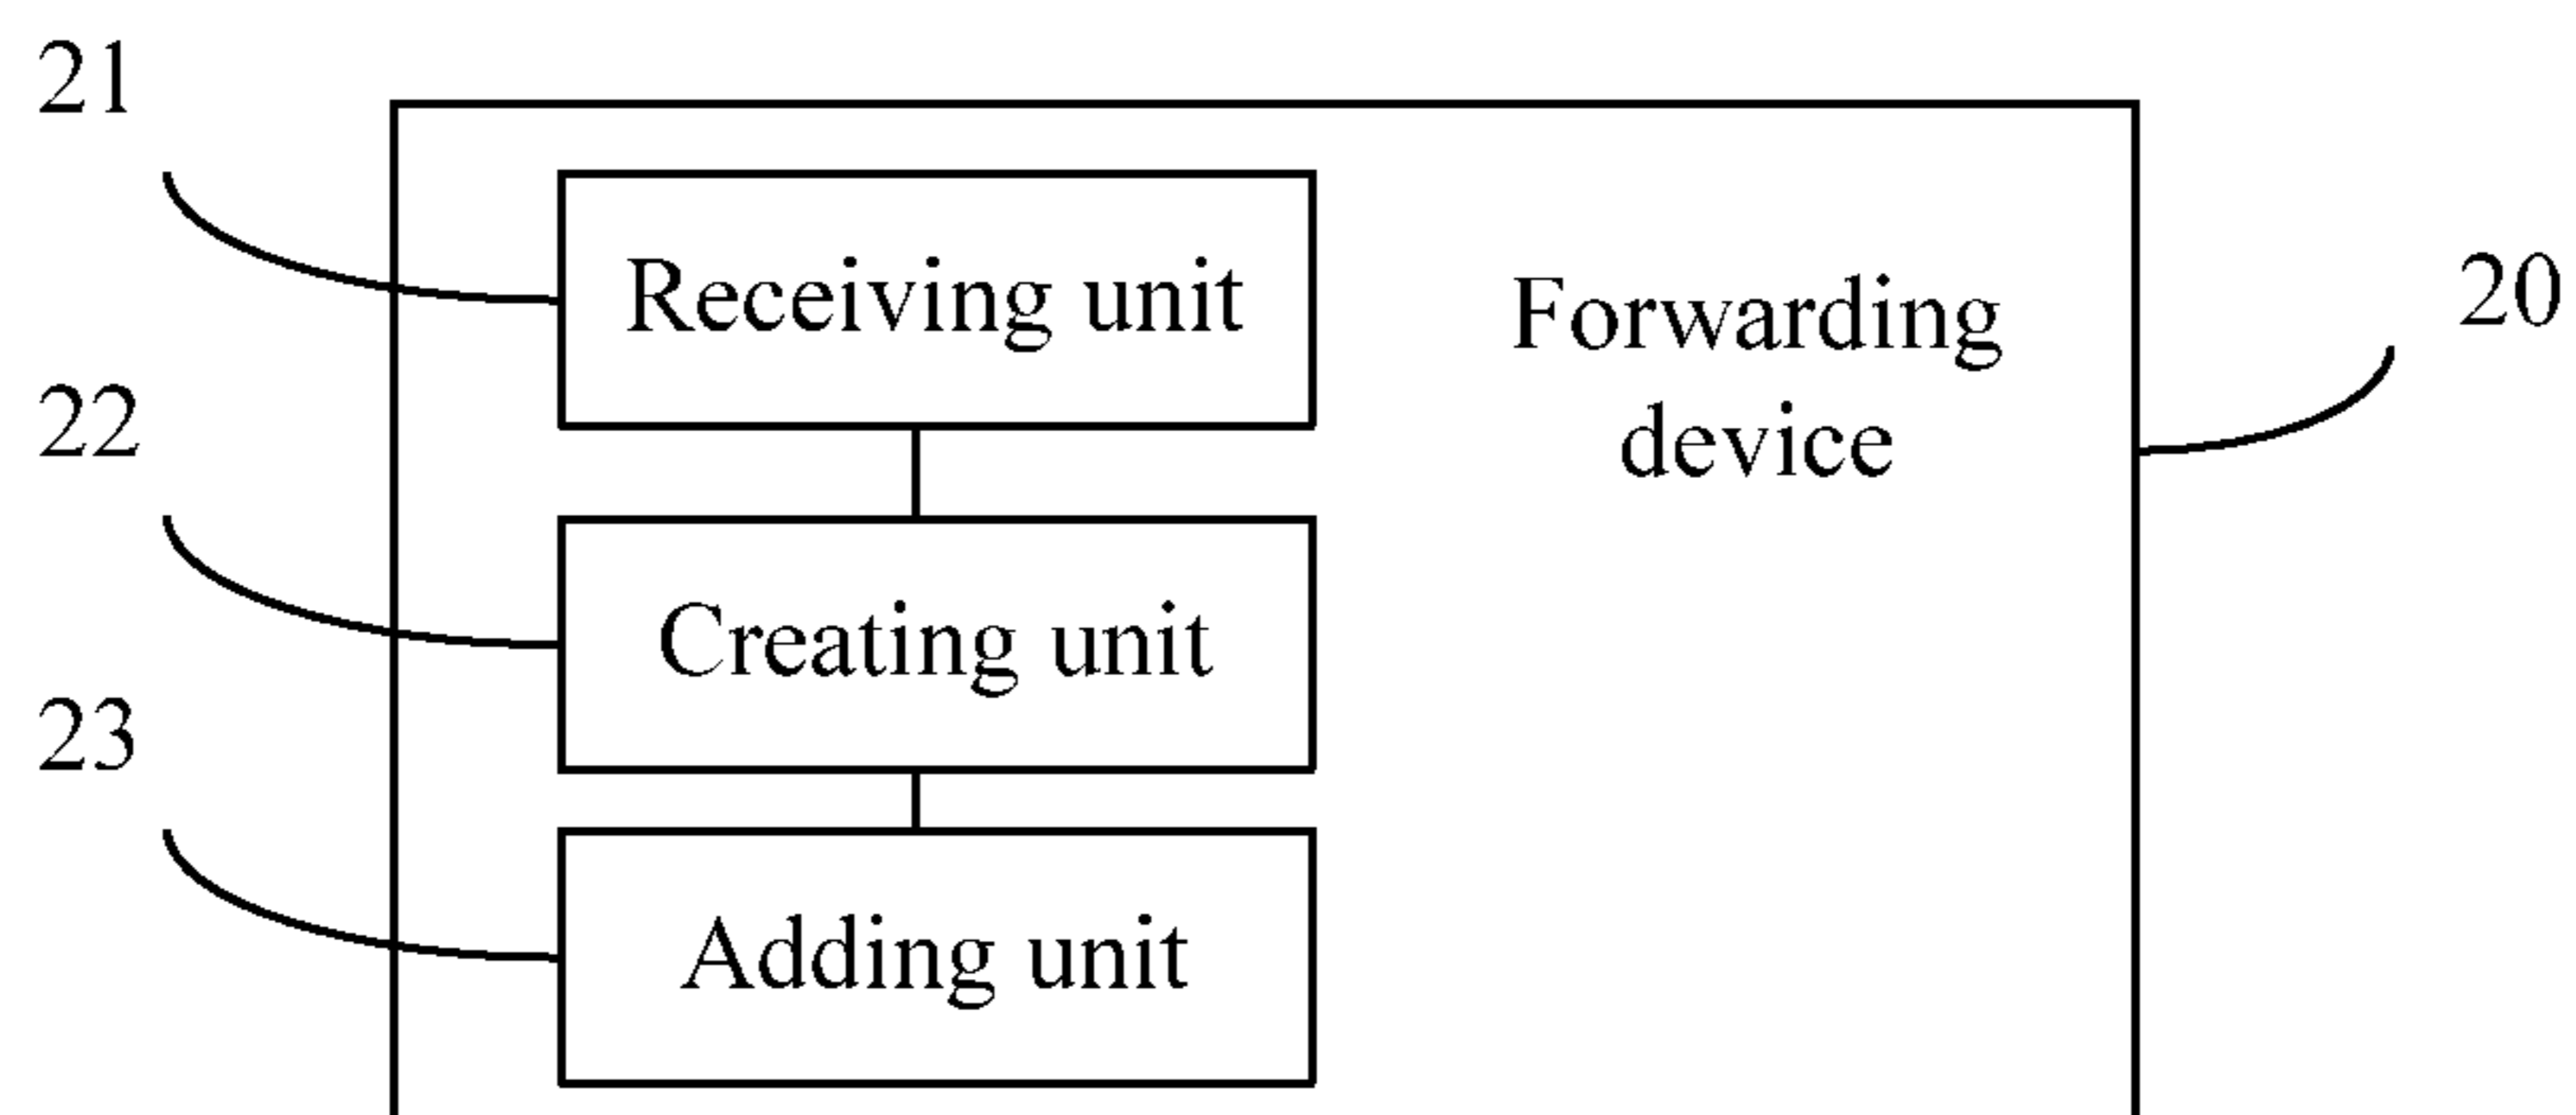 21
Receiving unit
Forwarding
device
20
22
Creating unit
23
Adding unit